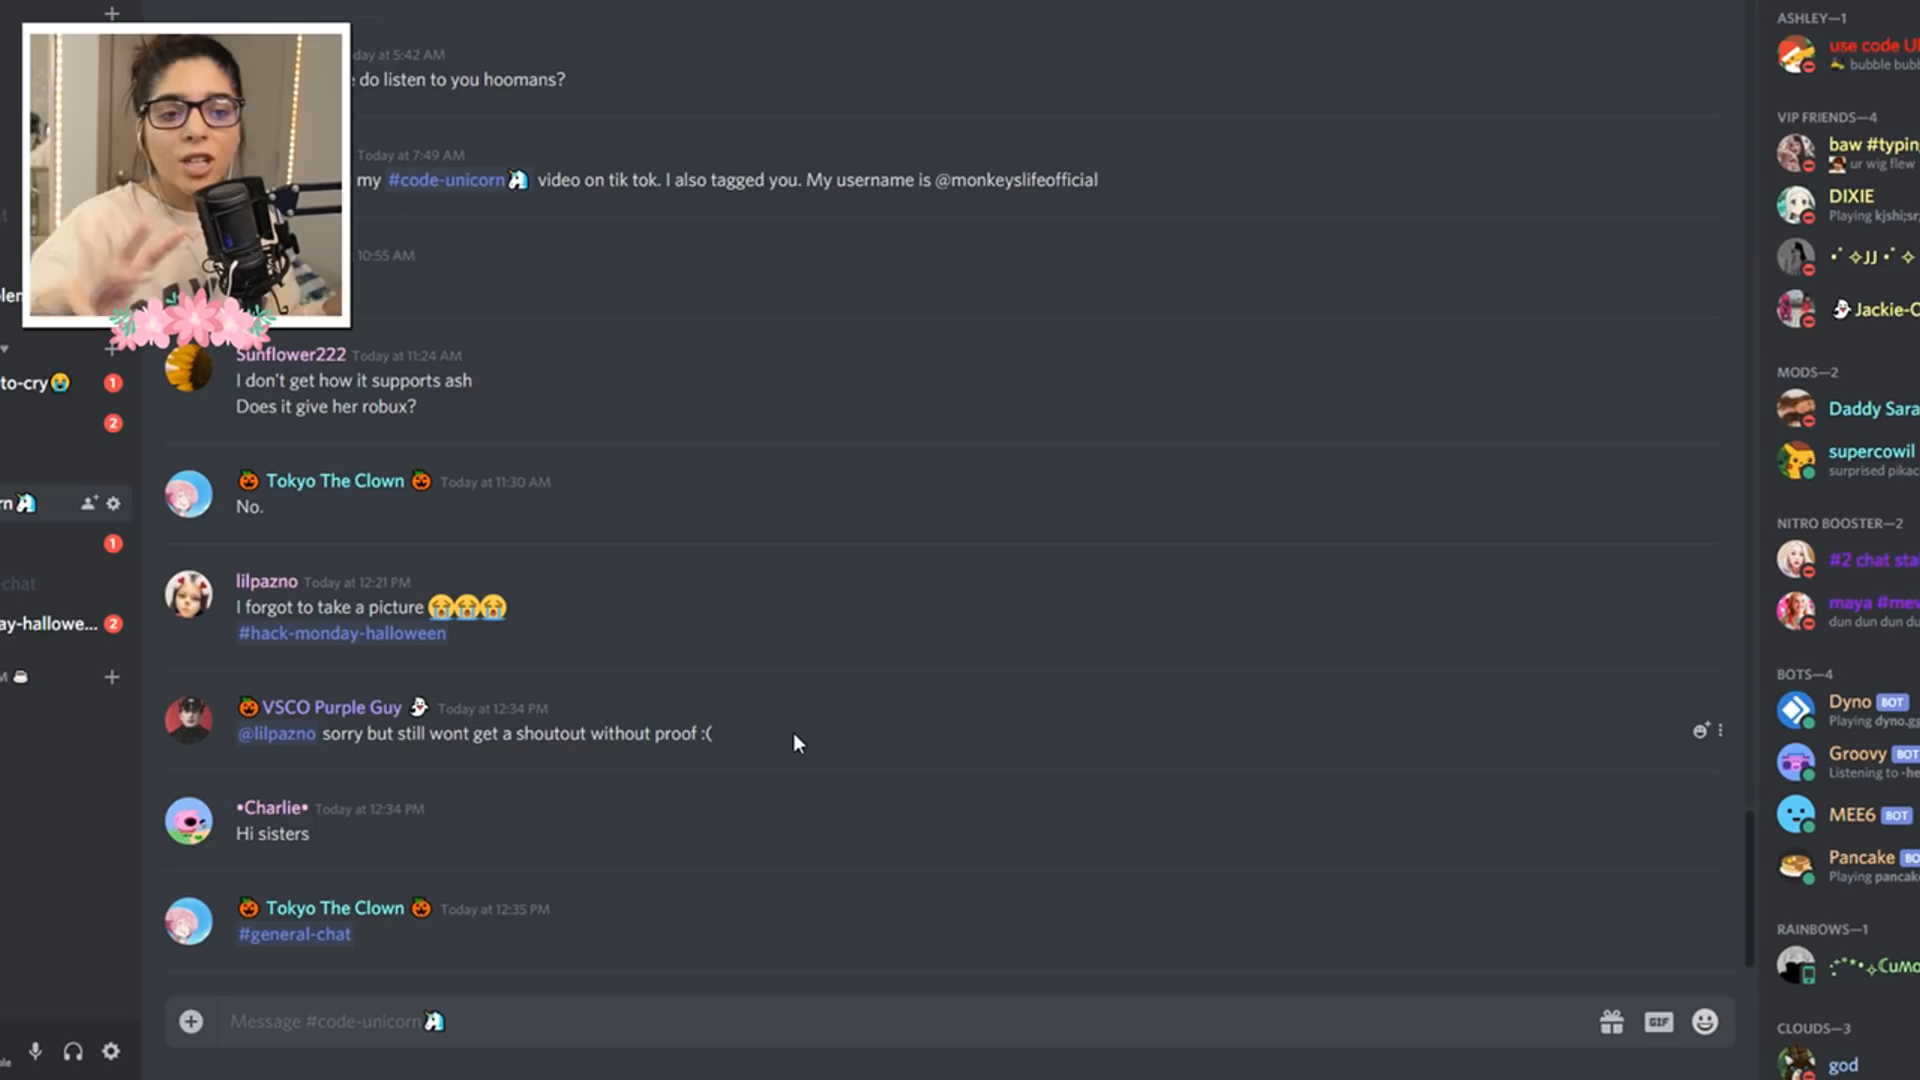 day at 5:42 AM
do listen to you hoomans?
Today at 7:49 AM
my #code-unicorn🦄 video on tik tok. I also tagged you. My username is @monkeyslifeofficial
10:55 AM
to-cry😭 1
2
rn🦄
1
-chat
ay-hallowe... 2
M ☕
Sunflower222 Today at 11:24 AM
I don't get how it supports ash
Does it give her robux?
🎃 Tokyo The Clown 🎃 Today at 11:30 AM
No.
lilpazno Today at 12:21 PM
I forgot to take a picture 😭😭😭
#hack-monday-halloween
🎃VSCO Purple Guy 👻 Today at 12:34 PM
@lilpazno sorry but still wont get a shoutout without proof :(
•Charlie• Today at 12:34 PM
Hi sisters
🎃 Tokyo The Clown 🎃 Today at 12:35 PM
#general-chat
Message #code-unicorn🦄
GIF
ASHLEY—1
use code U
bubble bubb
VIP FRIENDS—4
baw #typin
ur wig flew
DIXIE
Playing kjshi;sr;
JJ
👻Jackie-C
MODS—2
Daddy Sara
supercowil
surprised pikac
NITRO BOOSTER—2
#2 chat sta
maya #mev
dun dun dun du
BOTS—4
Dyno BOT
Playing dyno.gg
Groovy BOT
Listening to -he
MEE6 BOT
Pancake BO
Playing pancak
RAINBOWS—1
CLOUDS—3
god